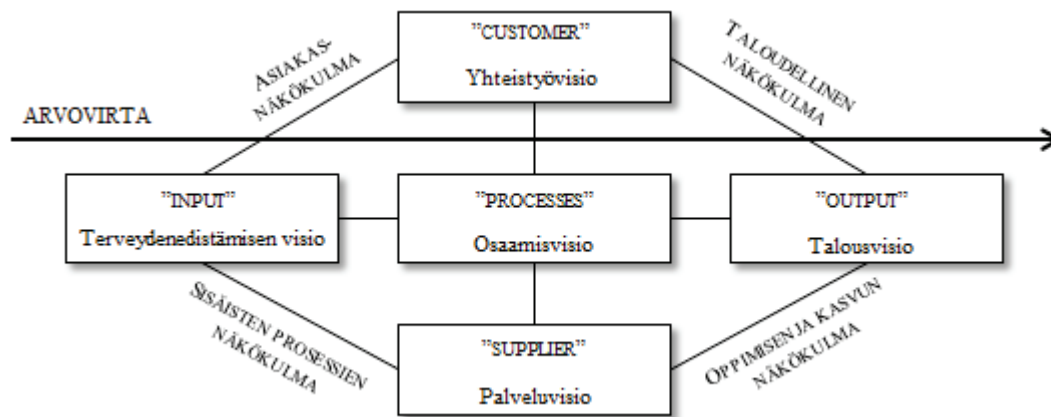 ”CUSTOMER”
Yhteistyövisio
ASIAKAS-
NÄKÖKULMA
TALOUDELLINEN
NÄKÖKULMA
ARVOVIRTA
”INPUT”
Terveydenedistämisen visio
”PROCESSES”
Osaamisvisio
”OUTPUT”
Talousvisio
SISÄISTEN PROSESSIEN
NÄKÖKULMA
”SUPPLIER”
Palveluvisio
OPPIMISEN JA KASVUN
NÄKÖKULMA